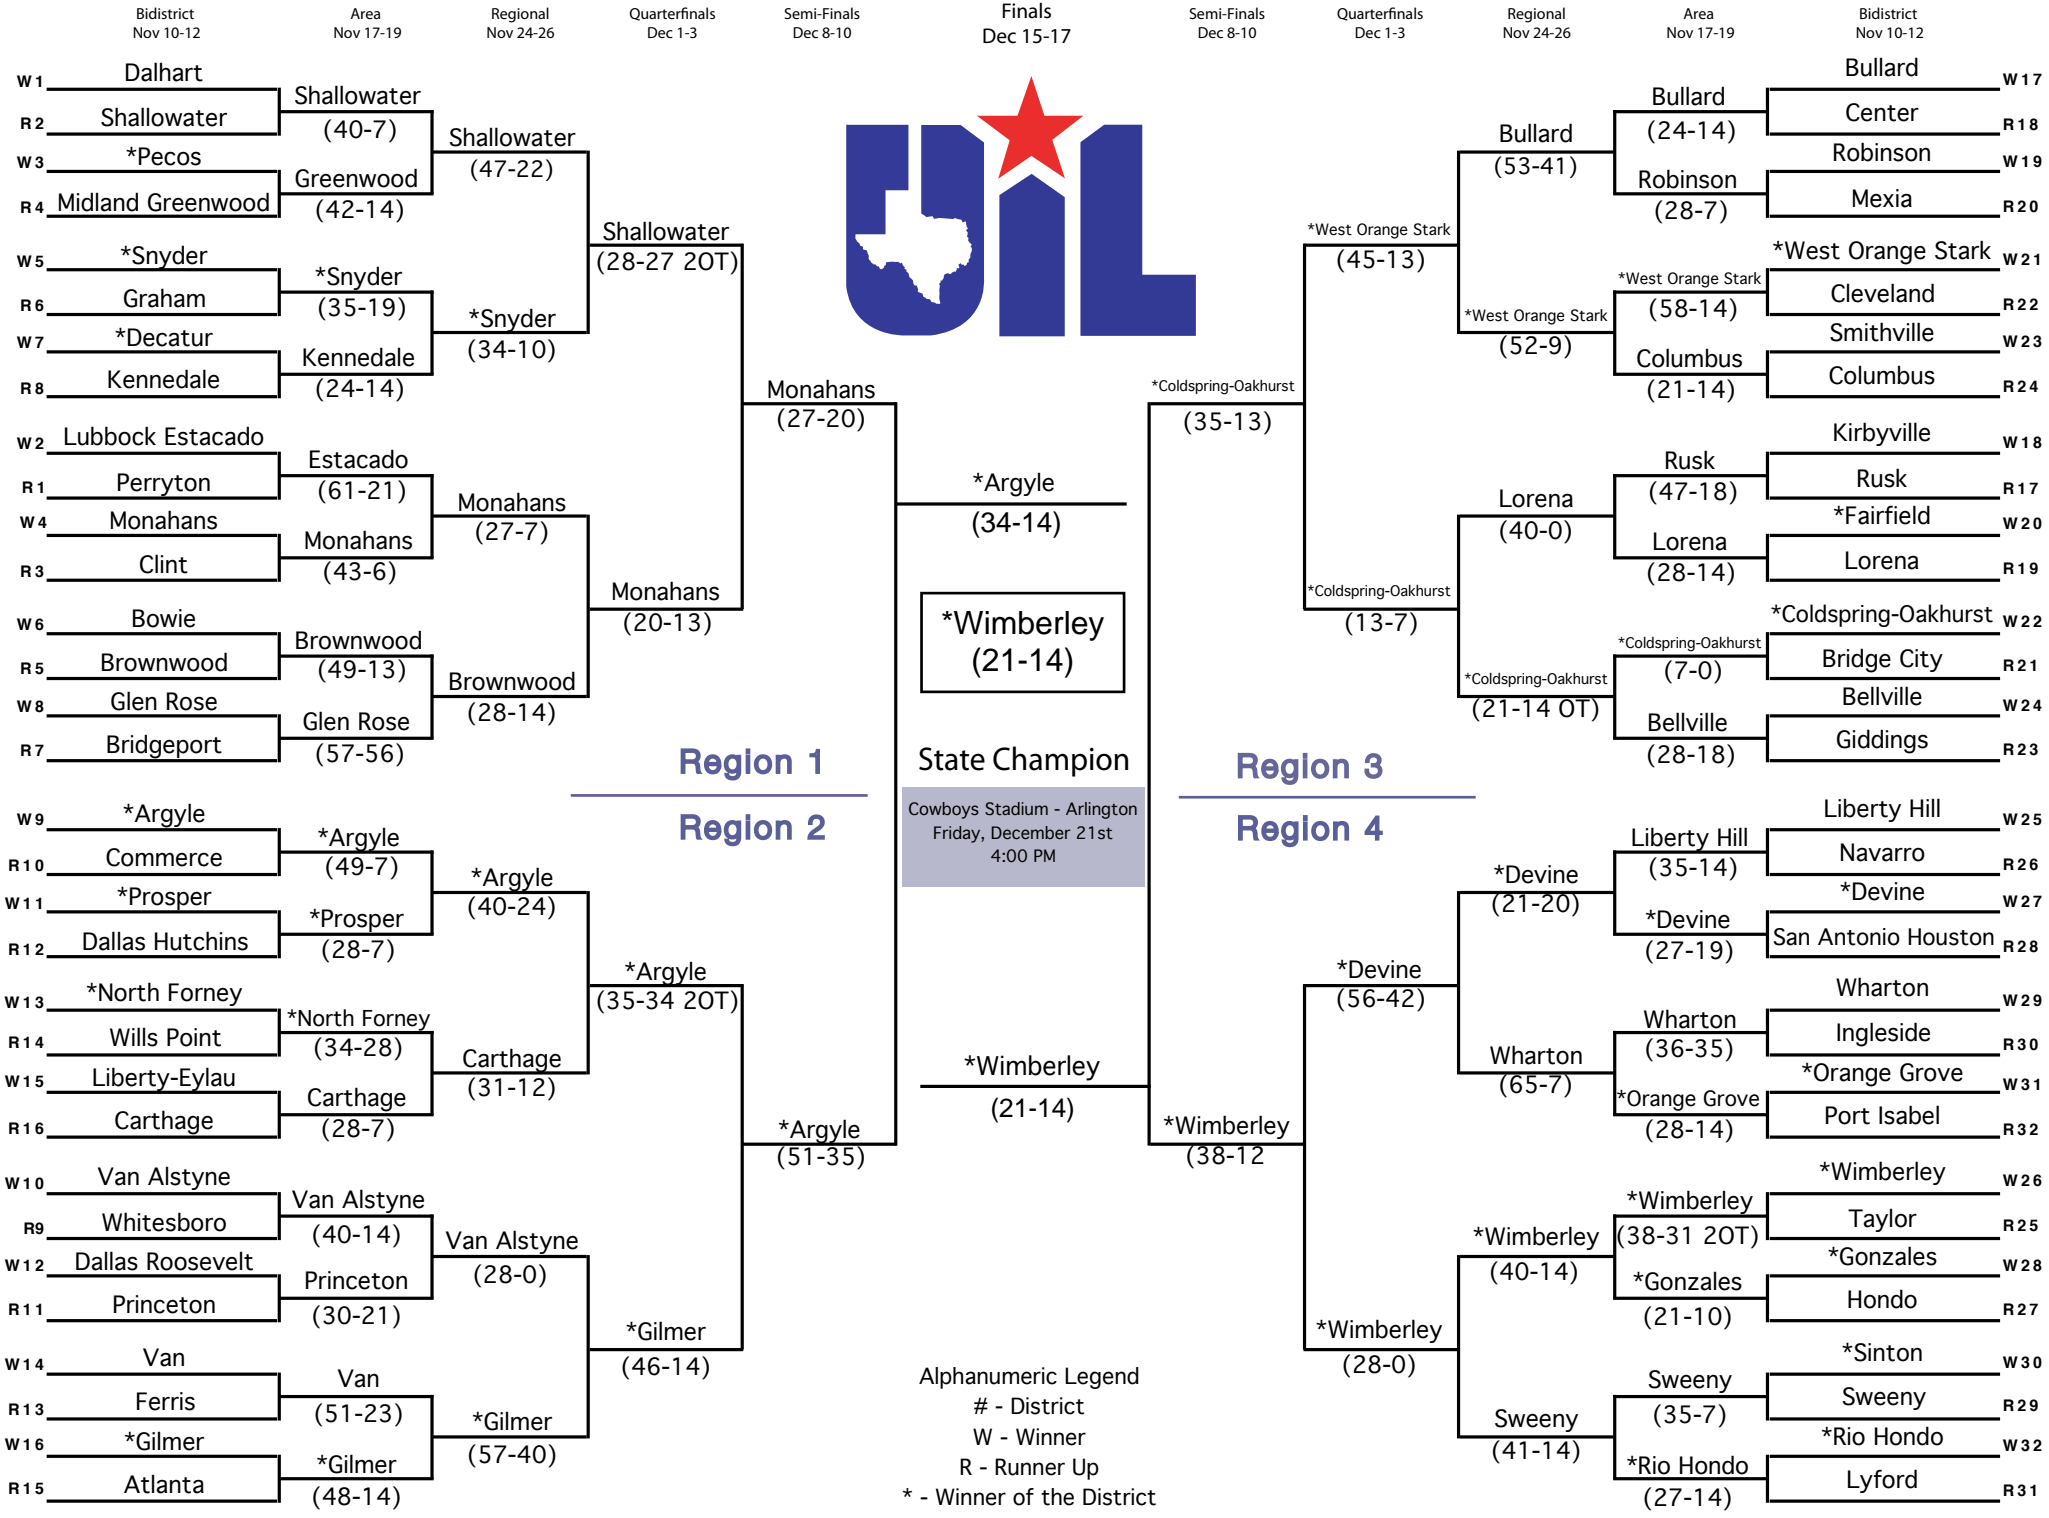 Bidistrict
Nov 10-12
Area
Nov 17-19
Regional
Nov 24-26
Quarterfinals
Dec 1-3
Semi-Finals
Dec 8-10
Finals
Dec 15-17
Semi-Finals
Dec 8-10
Quarterfinals
Dec 1-3
Regional
Nov 24-26
Area
Nov 17-19
Bidistrict
Nov 10-12
W1 Dalhart
R2 Shallowater
W3 *Pecos
R4 Midland Greenwood
W5 *Snyder
R6 Graham
W7 *Decatur
R8 Kennedale
W2 Lubbock Estacado
R1 Perryton
W4 Monahans
R3 Clint
W6 Bowie
R5 Brownwood
W8 Glen Rose
R7 Bridgeport
W9 *Argyle
R10 Commerce
W11 *Prosper
R12 Dallas Hutchins
W13 *North Forney
R14 Wills Point
W15 Liberty-Eylau
R16 Carthage
W10 Van Alstyne
R9 Whitesboro
W12 Dallas Roosevelt
R11 Princeton
W14 Van
R13 Ferris
W16 *Gilmer
R15 Atlanta
Shallowater
(40-7)
Greenwood
(42-14)
*Snyder
(35-19)
Kennedale
(24-14)
Estacado
(61-21)
Monahans
(43-6)
Brownwood
(49-13)
Glen Rose
(57-56)
*Argyle
(49-7)
*Prosper
(28-7)
*North Forney
(34-28)
Carthage
(28-7)
Van Alstyne
(40-14)
Princeton
(30-21)
Van
(51-23)
*Gilmer
(48-14)
Shallowater
(47-22)
*Snyder
(34-10)
Monahans
(27-7)
Brownwood
(28-14)
*Argyle
(40-24)
Carthage
(31-12)
Van Alstyne
(28-0)
*Gilmer
(57-40)
Shallowater
(28-27 2OT)
Monahans
(20-13)
*Argyle
(35-34 2OT)
*Gilmer
(46-14)
Monahans
(27-20)
*Argyle
(51-35)
Region 1
Region 2
UIL
*Argyle
(34-14)
*Wimberley
(21-14)
State Champion
Cowboys Stadium - Arlington
Friday, December 21st
4:00 PM
*Wimberley
(21-14)
Alphanumeric Legend
# - District
W - Winner
R - Runner Up
* - Winner of the District
Region 3
Region 4
*Coldspring-Oakhurst
(35-13)
*Wimberley
(38-12
*West Orange Stark
(45-13)
*Coldspring-Oakhurst
(13-7)
*Devine
(56-42)
*Wimberley
(28-0)
Bullard
(53-41)
*West Orange Stark
(52-9)
Lorena
(40-0)
*Coldspring-Oakhurst
(21-14 OT)
*Devine
(21-20)
Wharton
(65-7)
*Wimberley
(40-14)
Sweeny
(41-14)
Bullard
(24-14)
Robinson
(28-7)
*West Orange Stark
(58-14)
Columbus
(21-14)
Rusk
(47-18)
Lorena
(28-14)
*Coldspring-Oakhurst
(7-0)
Bellville
(28-18)
Liberty Hill
(35-14)
*Devine
(27-19)
Wharton
(36-35)
*Orange Grove
(28-14)
*Wimberley
(38-31 2OT)
*Gonzales
(21-10)
Sweeny
(35-7)
*Rio Hondo
(27-14)
Bullard W17
Center R18
Robinson W19
Mexia R20
*West Orange Stark W21
Cleveland R22
Smithville W23
Columbus R24
Kirbyville W18
Rusk R17
*Fairfield W20
Lorena R19
*Coldspring-Oakhurst W22
Bridge City R21
Bellville W24
Giddings R23
Liberty Hill W25
Navarro R26
*Devine W27
San Antonio Houston R28
Wharton W29
Ingleside R30
*Orange Grove W31
Port Isabel R32
*Wimberley W26
Taylor R25
*Gonzales W28
Hondo R27
*Sinton W30
Sweeny R29
*Rio Hondo W32
Lyford R31